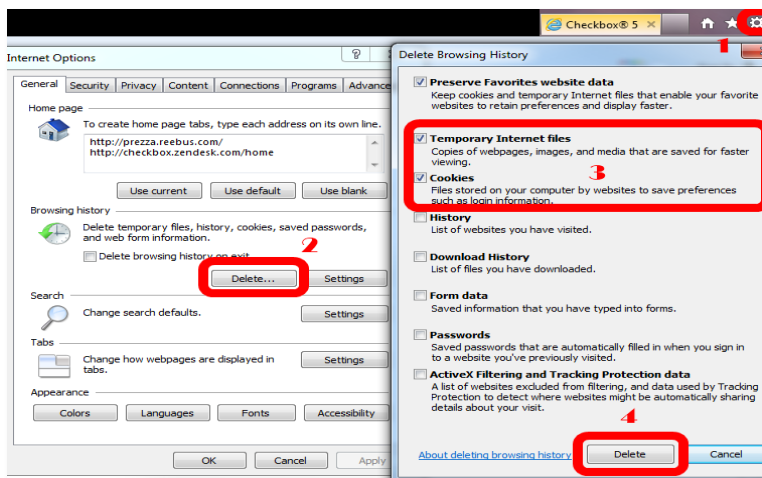 Checkbox® 5
1
Internet Options
General Security Privacy Content Connections Programs Advance
Home page
To create home page tabs, type each address on its own line.
http://prezza.reebus.com/
http://checkbox.zendesk.com/home
Use current Use default Use blank
Browsing history
Delete temporary files, history, cookies, saved passwords,
and web form information.
2
Delete browsing history on exit
Delete... Settings
Search
Change search defaults.
Settings
Tabs
Change how webpages are displayed in
tabs.
Settings
Appearance
Colors Languages Fonts Accessibility
OK Cancel Apply
Delete Browsing History
Preserve Favorites website data
Keep cookies and temporary Internet files that enable your favorite
websites to retain preferences and display faster.
Temporary Internet files
Copies of webpages, images, and media that are saved for faster
viewing.
3
Cookies
Files stored on your computer by websites to save preferences
such as login information.
History
List of websites you have visited.
Download History
List of files you have downloaded.
Form data
Saved information that you have typed into forms.
Passwords
Saved passwords that are automatically filled in when you sign in
to a website you've previously visited.
ActiveX Filtering and Tracking Protection data
A list of websites excluded from filtering, and data used by Tracking
Protection to detect where websites might be automatically sharing
details about your visit.
4
About deleting browsing history Delete Cancel